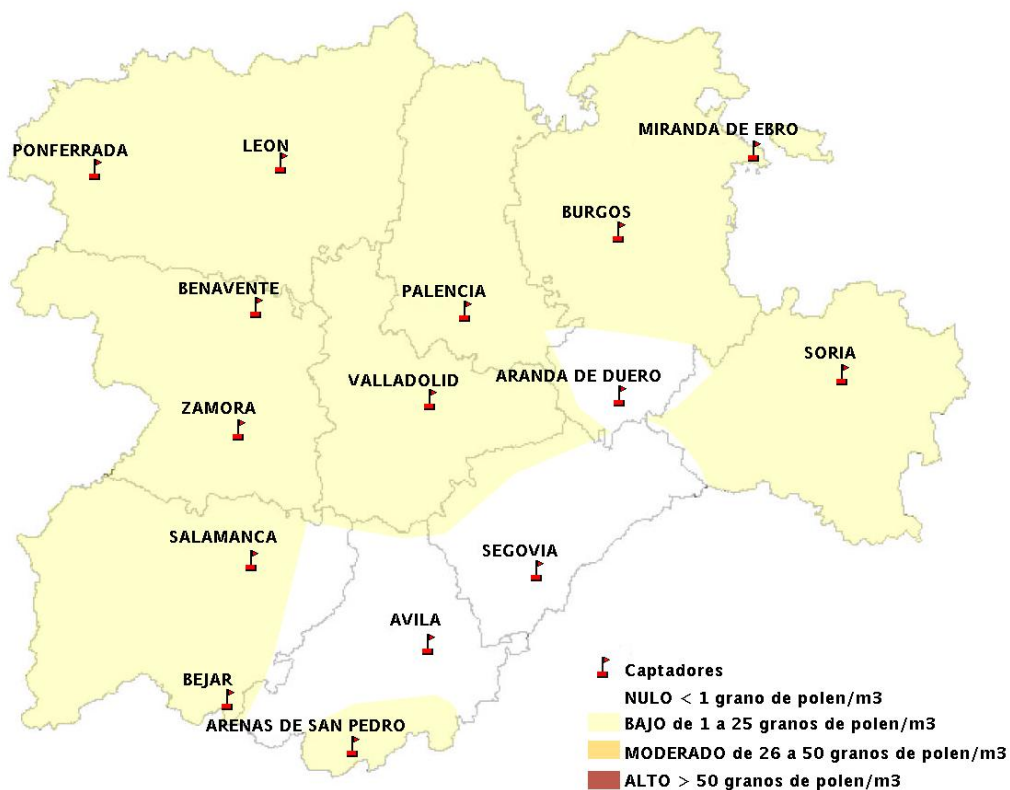 MIRANDA DE EBRO
PONFERRADA
LEON
BURGOS
BENAVENTE
PALENCIA
SORIA
VALLADOLID
ARANDA DE DUERO
ZAMORA
SALAMANCA
SEGOVIA
AVILA
BEJAR
ARENAS DE SAN PEDRO
Captadores
NULO < 1 grano de polen/m3
BAJO de 1 a 25 granos de polen/m3
MODERADO de 26 a 50 granos de polen/m3
ALTO > 50 granos de polen/m3